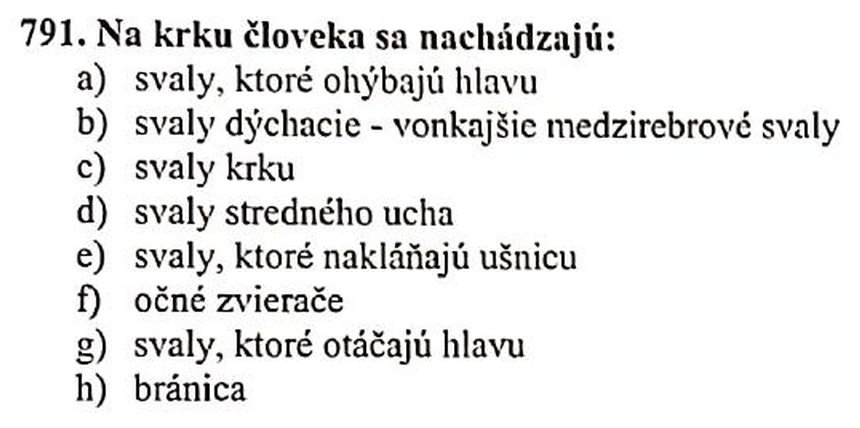 791. Na krku človeka sa nachádzajú:
a) svaly, ktoré ohýbajú hlavu
b) svaly dýchacie - vonkajšie medzirebrové svaly
c) svaly krku
d) svaly stredného ucha
e) svaly, ktoré nakláňajú ušnicu
f) očné zvierače
g) svaly, ktoré otáčajú hlavu
h) bránica